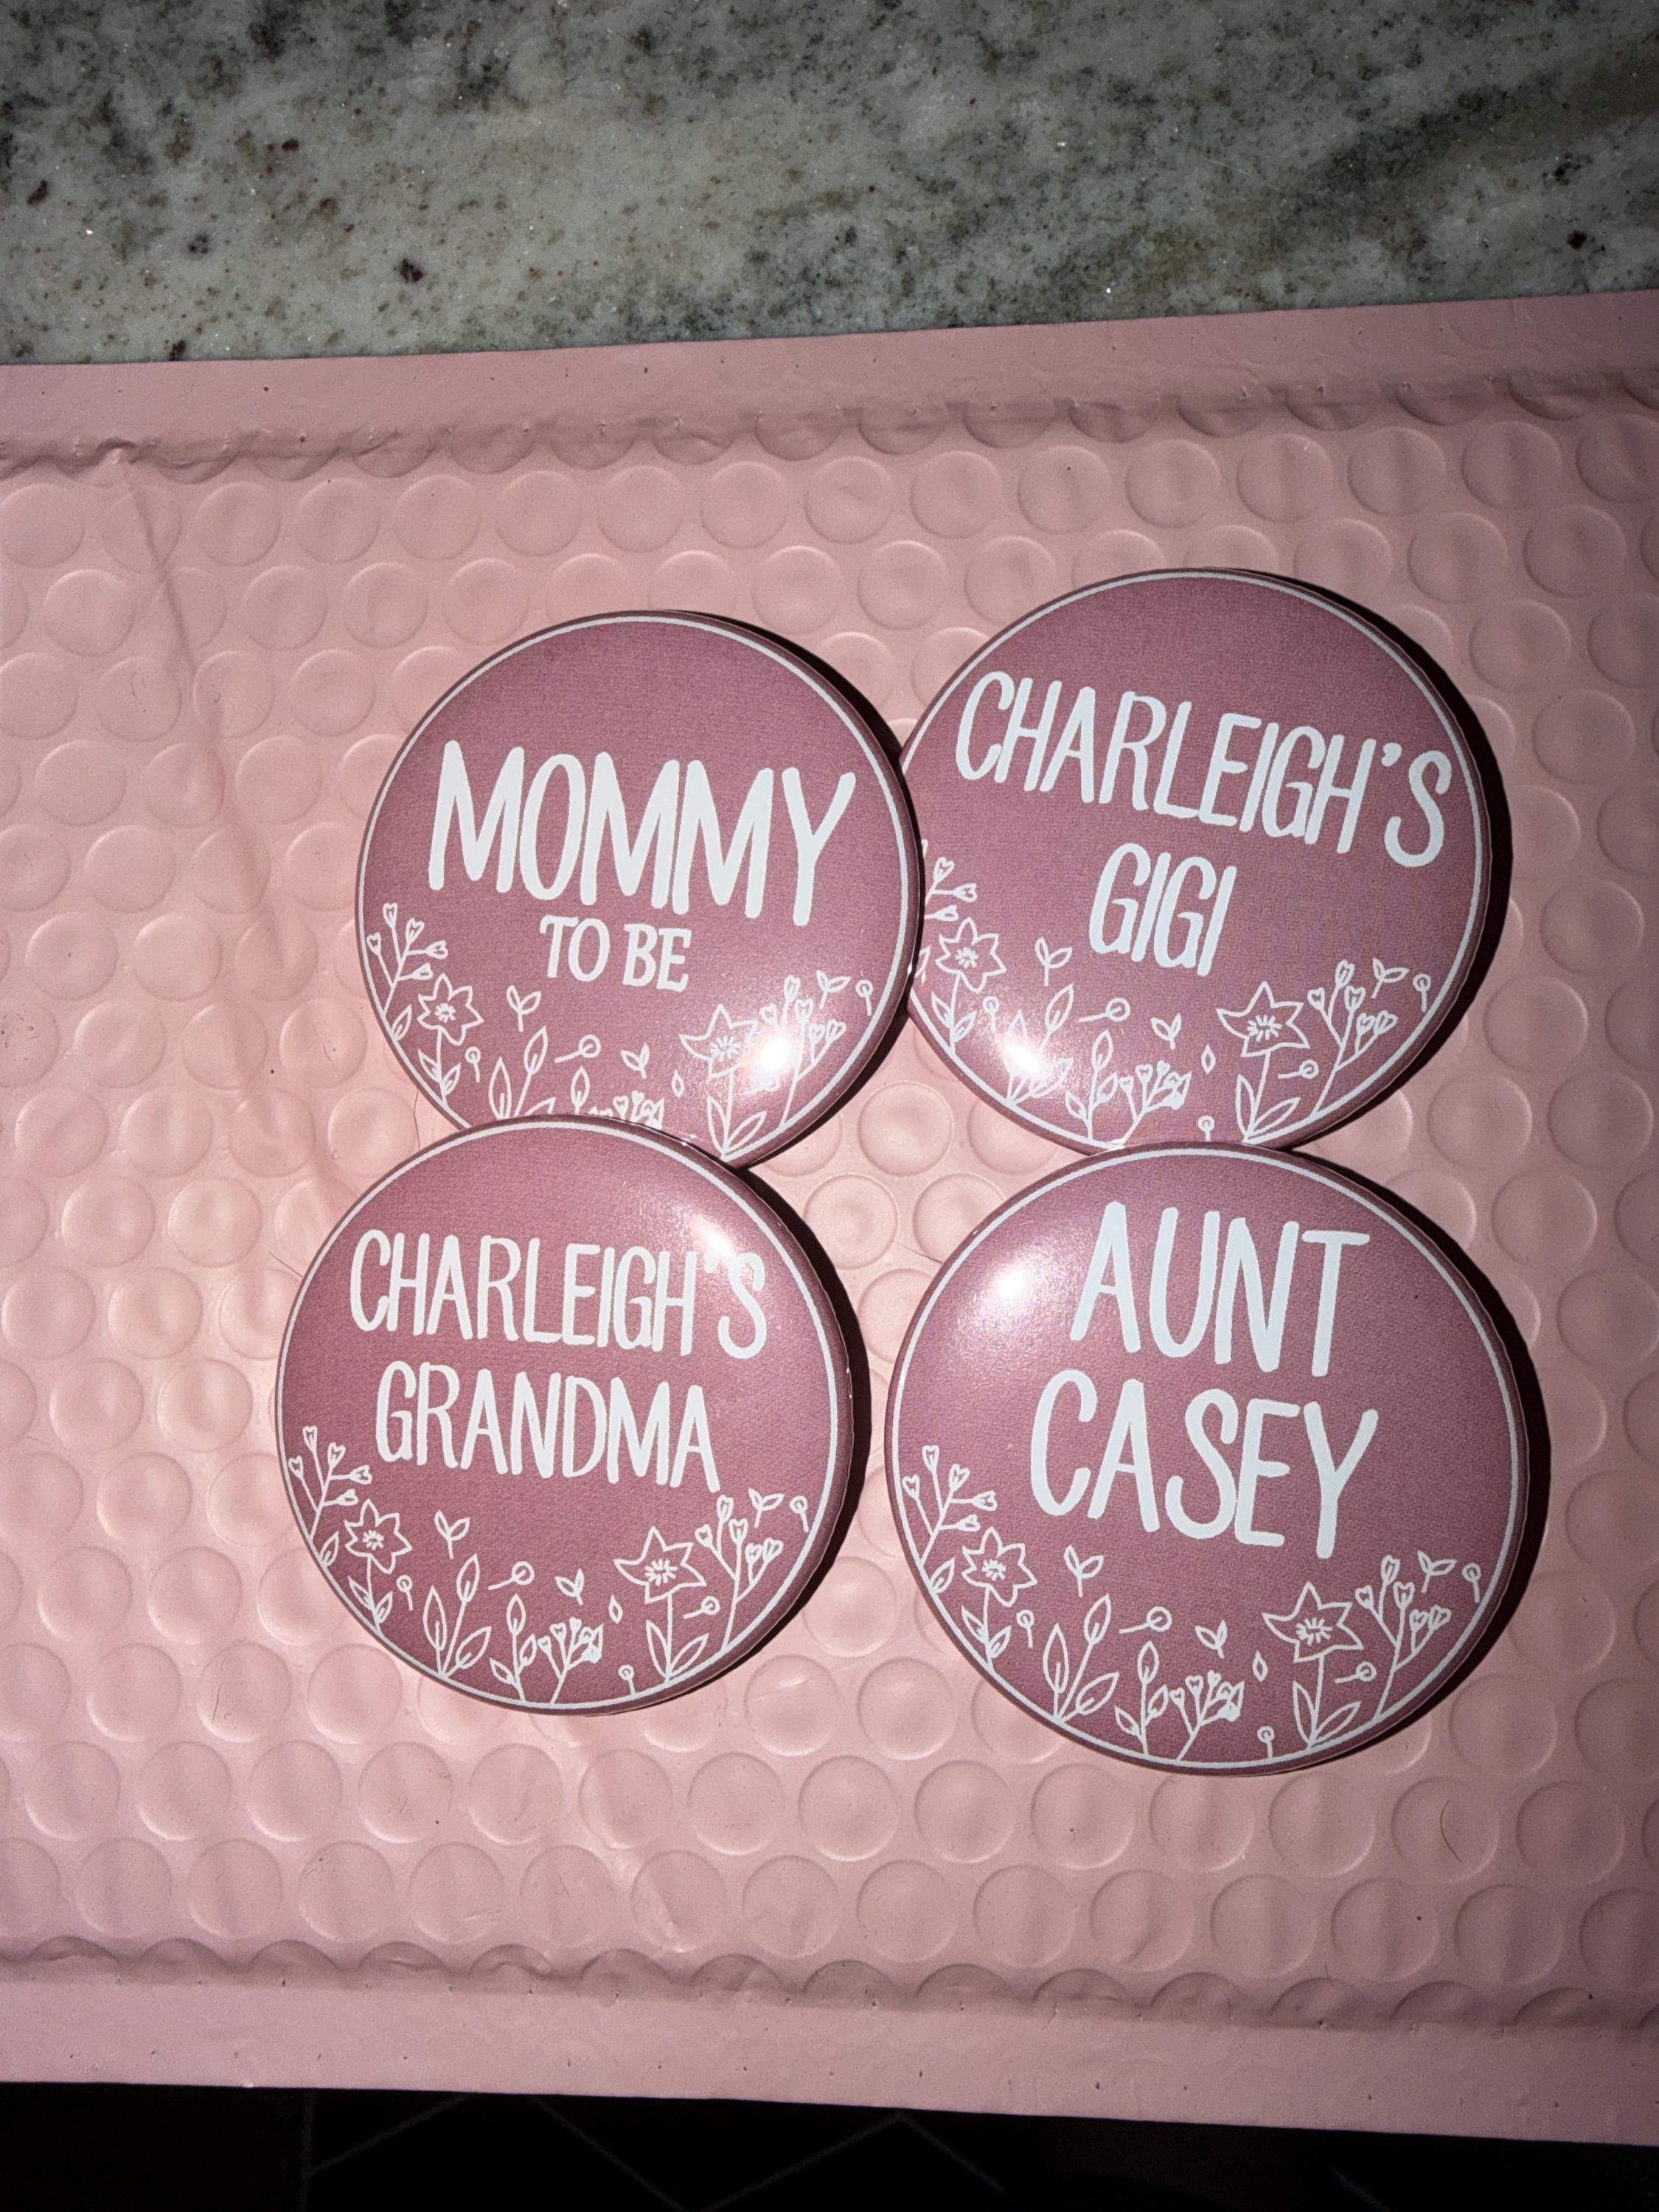 MOMMY
TO BE
CHARLEIGH'S
GIGI
CHARLEIGH'S
GRANDMA
AUNT
CASEY